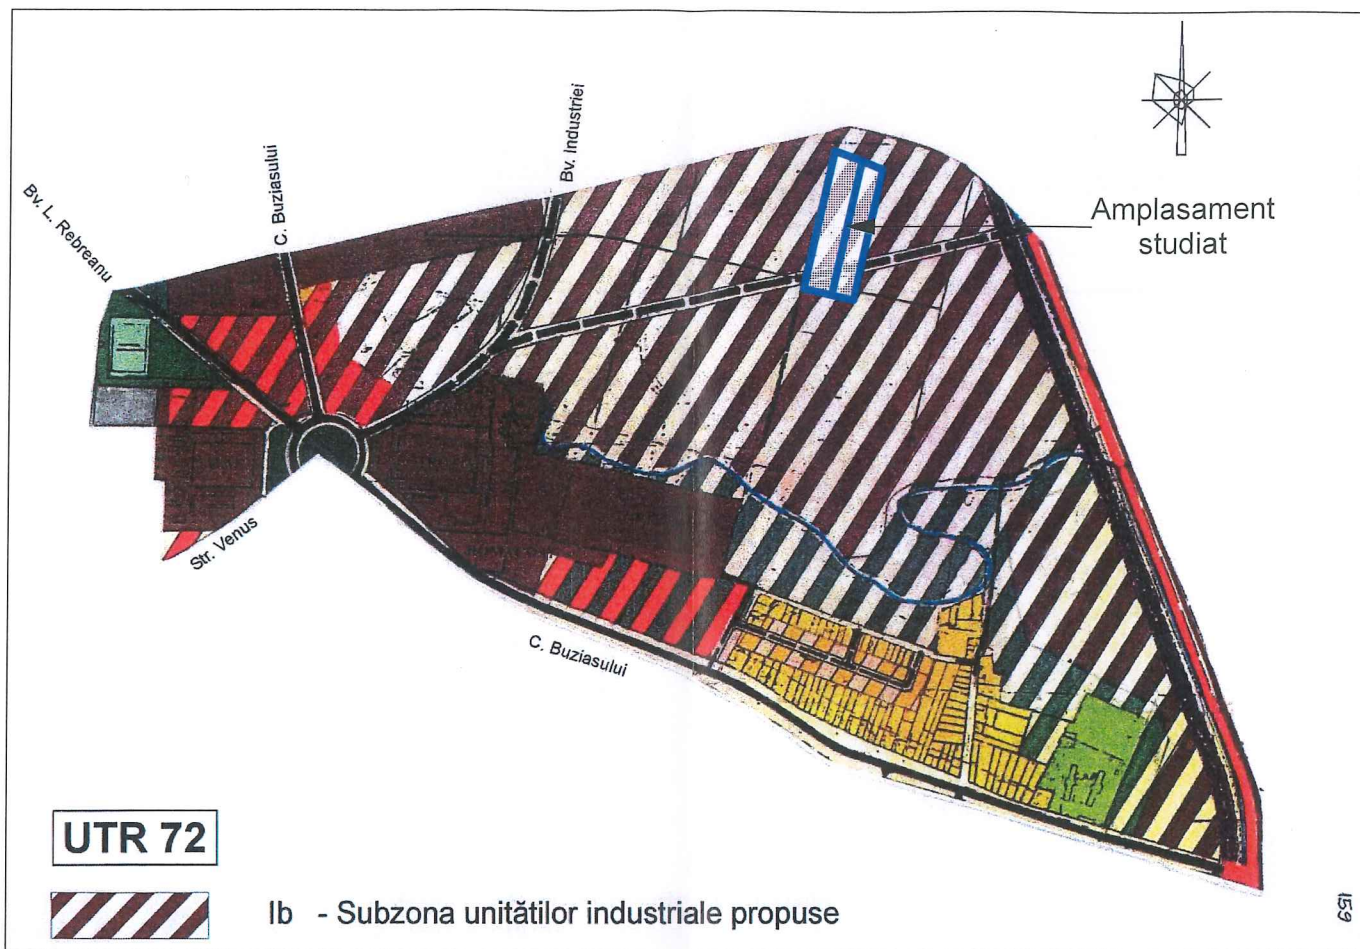 Bv. L. Rebreanu
C. Buziasului
Bv. Industriei
Amplasament
studiat
Str. Venus
C. Buziasului
UTR 72
Ib - Subzona unitătilor industriale propuse
159